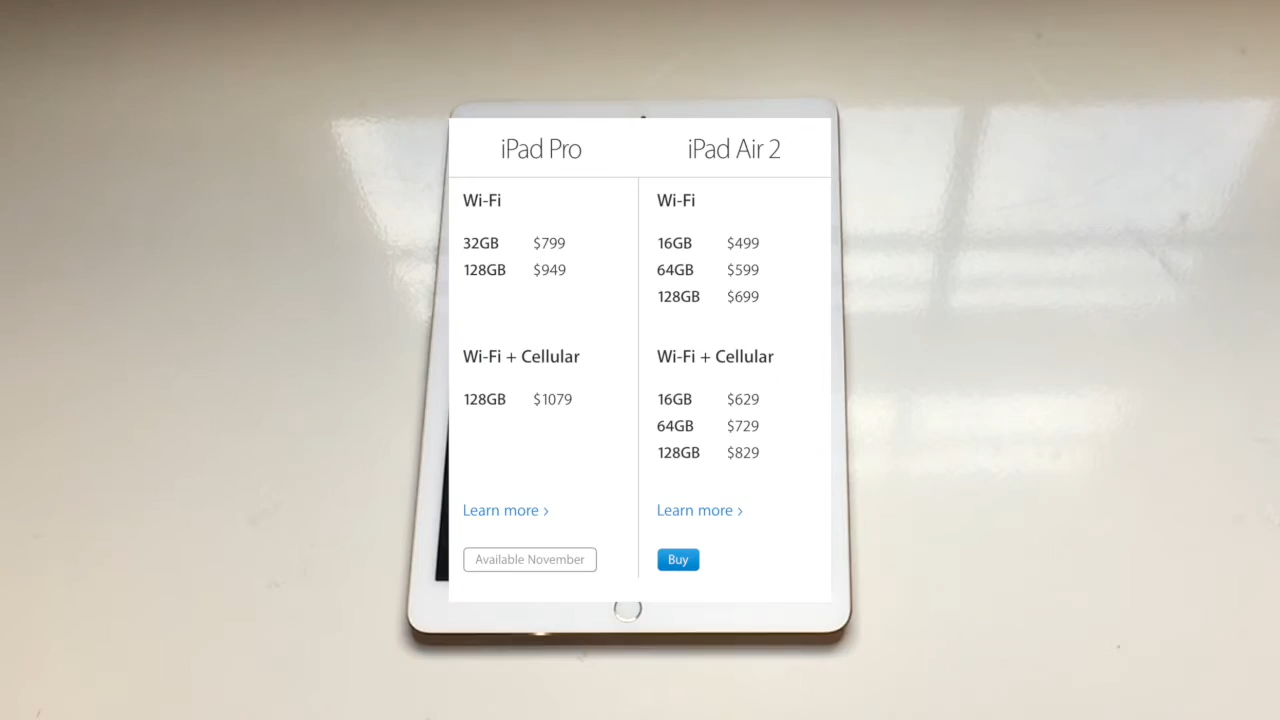 iPad Pro
iPad Air 2
Wi-Fi
32GB $799
128GB $949
Wi-Fi + Cellular
128GB $1079
Learn more >
Available November
Wi-Fi
16GB $499
64GB $599
128GB $699
Wi-Fi + Cellular
16GB $629
64GB $729
128GB $829
Learn more >
Buy